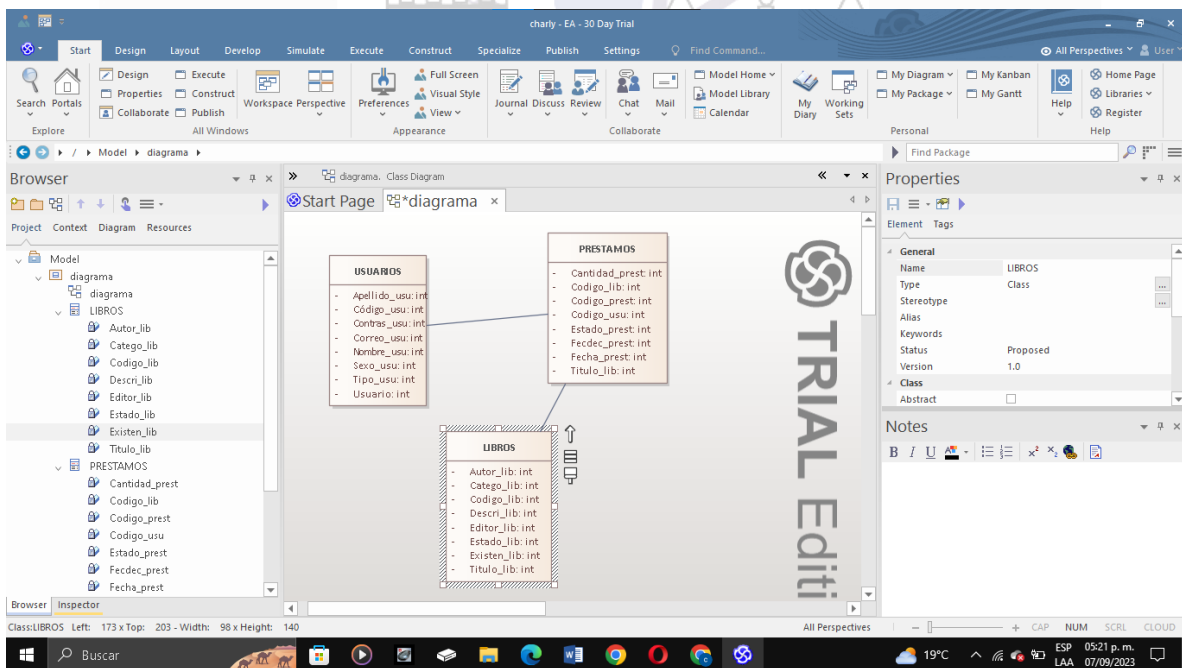 charly - EA - 30 Day Trial
Start Design Layout Develop Simulate Execute Construct Specialize Publish Settings Find Command... All Perspectives User
Search Portals
Design Execute
Properties Construct
Collaborate Publish
Workspace Perspective
Preferences
Full Screen
Visual Style
View
Journal Discuss Review Chat Mail
Model Home
Model Library
Calendar
My Diary
Working Sets
My Diagram My Kanban
My Package My Gantt
Help
Home Page
Libraries
Register
Explore All Windows Appearance Collaborate Personal Help
/ Model diagrama
Find Package
Browser
Project Context Diagram Resources
Model
diagrama
diagrama
LIBROS
Autor_lib
Catego_lib
Codigo_lib
Descri_lib
Editor_lib
Estado_lib
Existen_lib
Titulo_lib
PRESTAMOS
Cantidad_prest
Codigo_lib
Codigo_prest
Codigo_usu
Estado_prest
Fecdec_prest
Fecha_prest
Browser Inspector
diagrama. Class Diagram
Start Page *diagrama ×
USUARIOS
- Apellido_usu: int
- Código_usu: int
- Contras_usu: int
- Correo_usu: int
- Nombre_usu: int
- Sexo_usu: int
- Tipo_usu: int
- Usuario: int
PRESTAMOS
- Cantidad_prest: int
- Codigo_lib: int
- Codigo_prest: int
- Codigo_usu: int
- Estado_prest: int
- Fecdec_prest: int
- Fecha_prest: int
- Titulo_lib: int
LIBROS
- Autor_lib: int
- Catego_lib: int
- Codigo_lib: int
- Descri_lib: int
- Editor_lib: int
- Estado_lib: int
- Existen_lib: int
- Titulo_lib: int
TRIAL Editi
Properties
Element Tags
General
Name LIBROS
Type Class ...
Stereotype ...
Alias
Keywords
Status Proposed
Version 1.0
Class
Abstract
Notes
B I U A x² x₂
Class:LIBROS Left: 173 x Top: 203 - Width: 98 x Height: 140
All Perspectives CAP NUM SCRL CLOUD
Buscar
19°C
ESP
LAA
05:21 p. m.
07/09/2023